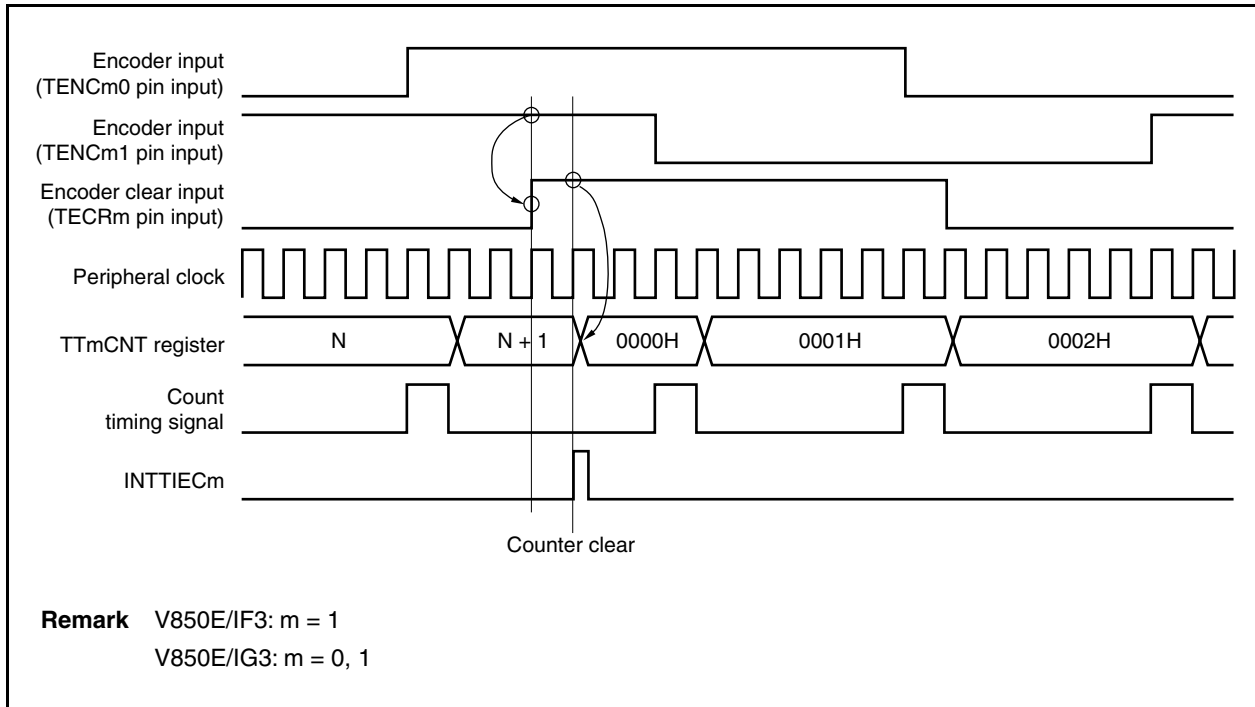 Encoder input
(TENCm0 pin input)
Encoder input
(TENCm1 pin input)
Encoder clear input
(TECRm pin input)
Peripheral clock
TTmCNT register
N
N + 1
0000H
0001H
0002H
Count
timing signal
INTTIECm
Counter clear
Remark V850E/IF3: m = 1
V850E/IG3: m = 0, 1